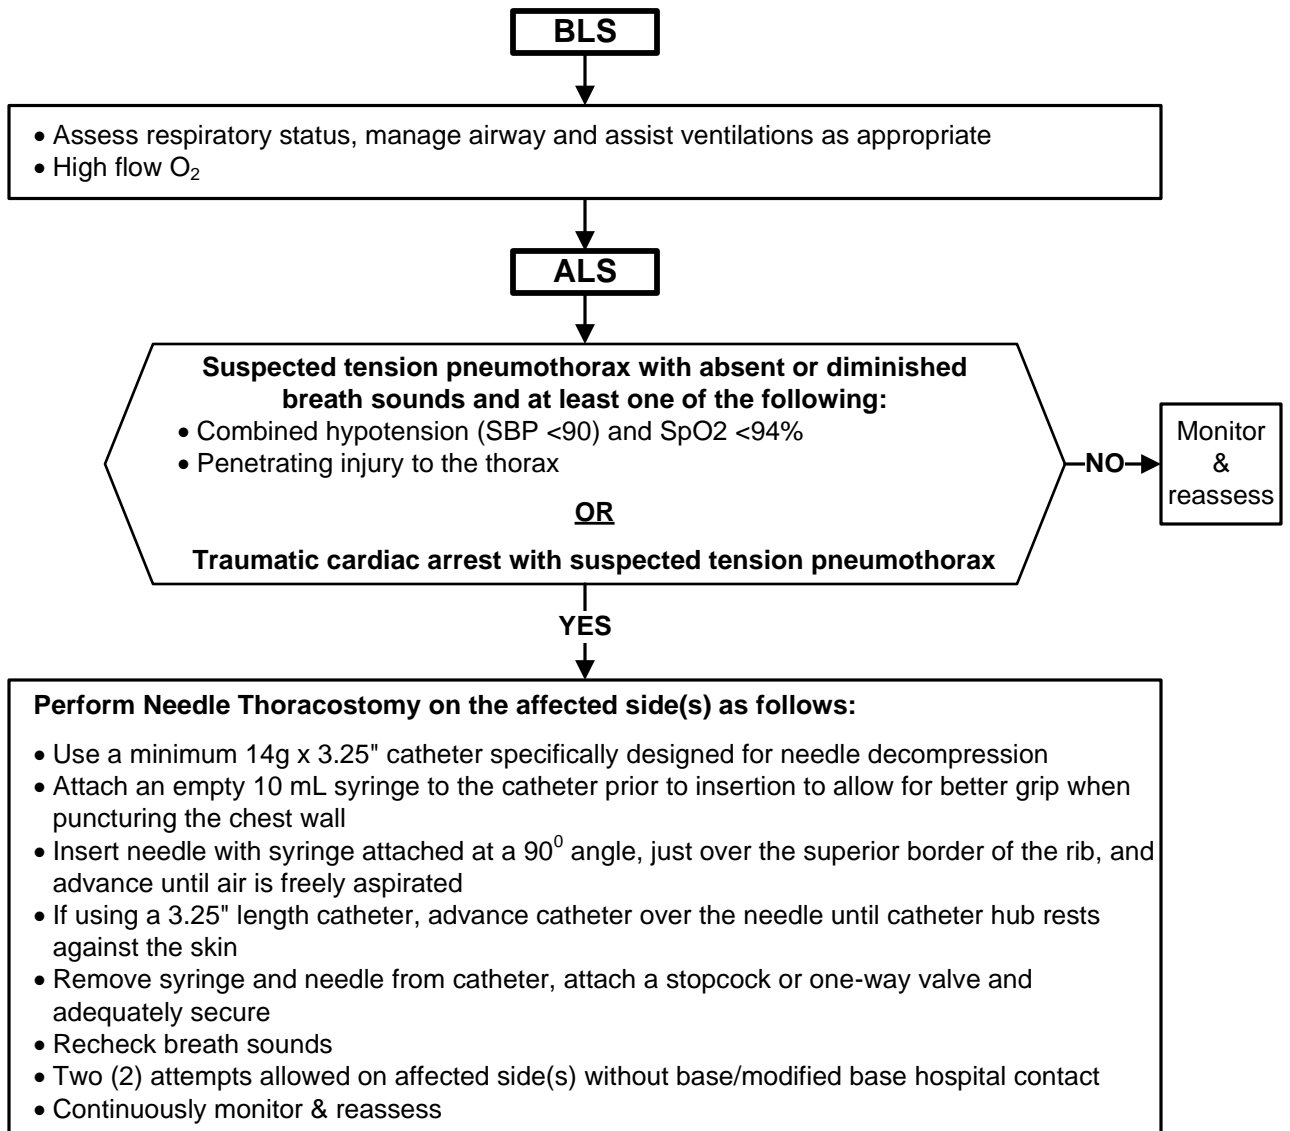 BLS
• Assess respiratory status, manage airway and assist ventilations as appropriate
• High flow O₂
ALS
Suspected tension pneumothorax with absent or diminished
breath sounds and at least one of the following:
• Combined hypotension (SBP <90) and SpO2 <94%
• Penetrating injury to the thorax
OR
Traumatic cardiac arrest with suspected tension pneumothorax
NO
Monitor
&
reassess
YES
Perform Needle Thoracostomy on the affected side(s) as follows:
• Use a minimum 14g x 3.25" catheter specifically designed for needle decompression
• Attach an empty 10 mL syringe to the catheter prior to insertion to allow for better grip when
puncturing the chest wall
• Insert needle with syringe attached at a 90⁰ angle, just over the superior border of the rib, and
advance until air is freely aspirated
• If using a 3.25" length catheter, advance catheter over the needle until catheter hub rests
against the skin
• Remove syringe and needle from catheter, attach a stopcock or one-way valve and
adequately secure
• Recheck breath sounds
• Two (2) attempts allowed on affected side(s) without base/modified base hospital contact
• Continuously monitor & reassess